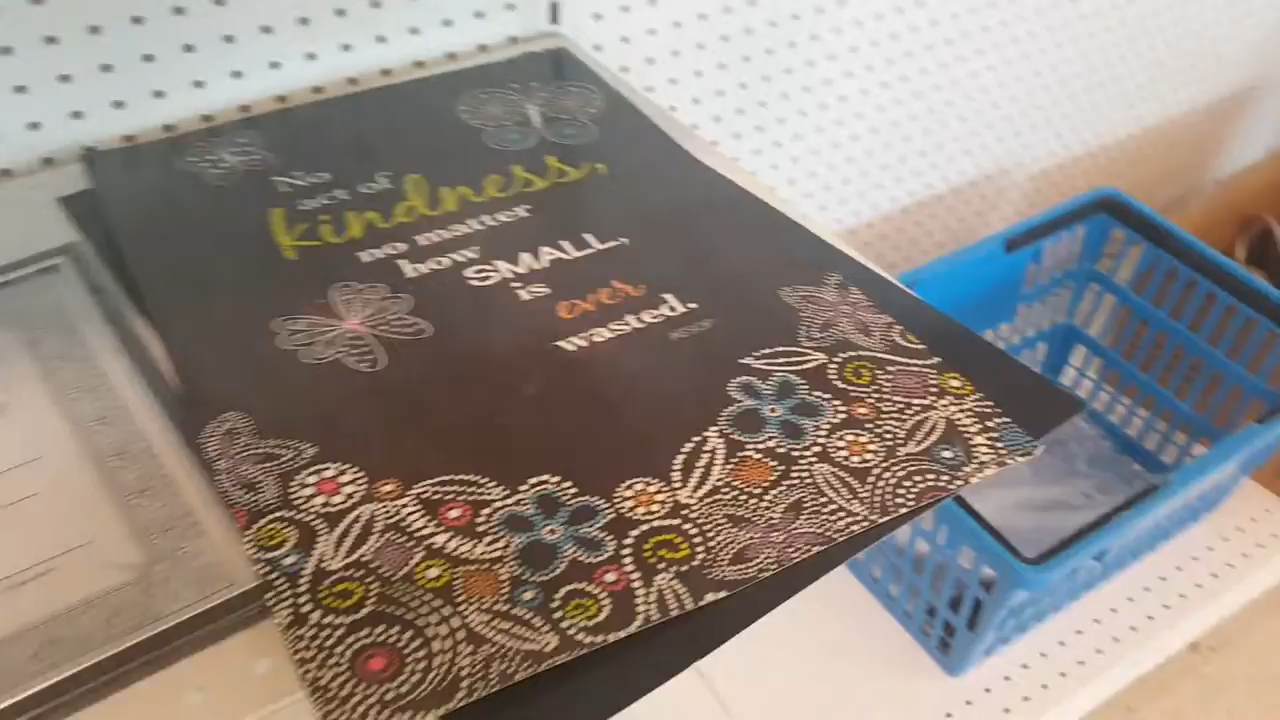 No
act of
kindness,
no matter
how SMALL,
is ever
wasted.